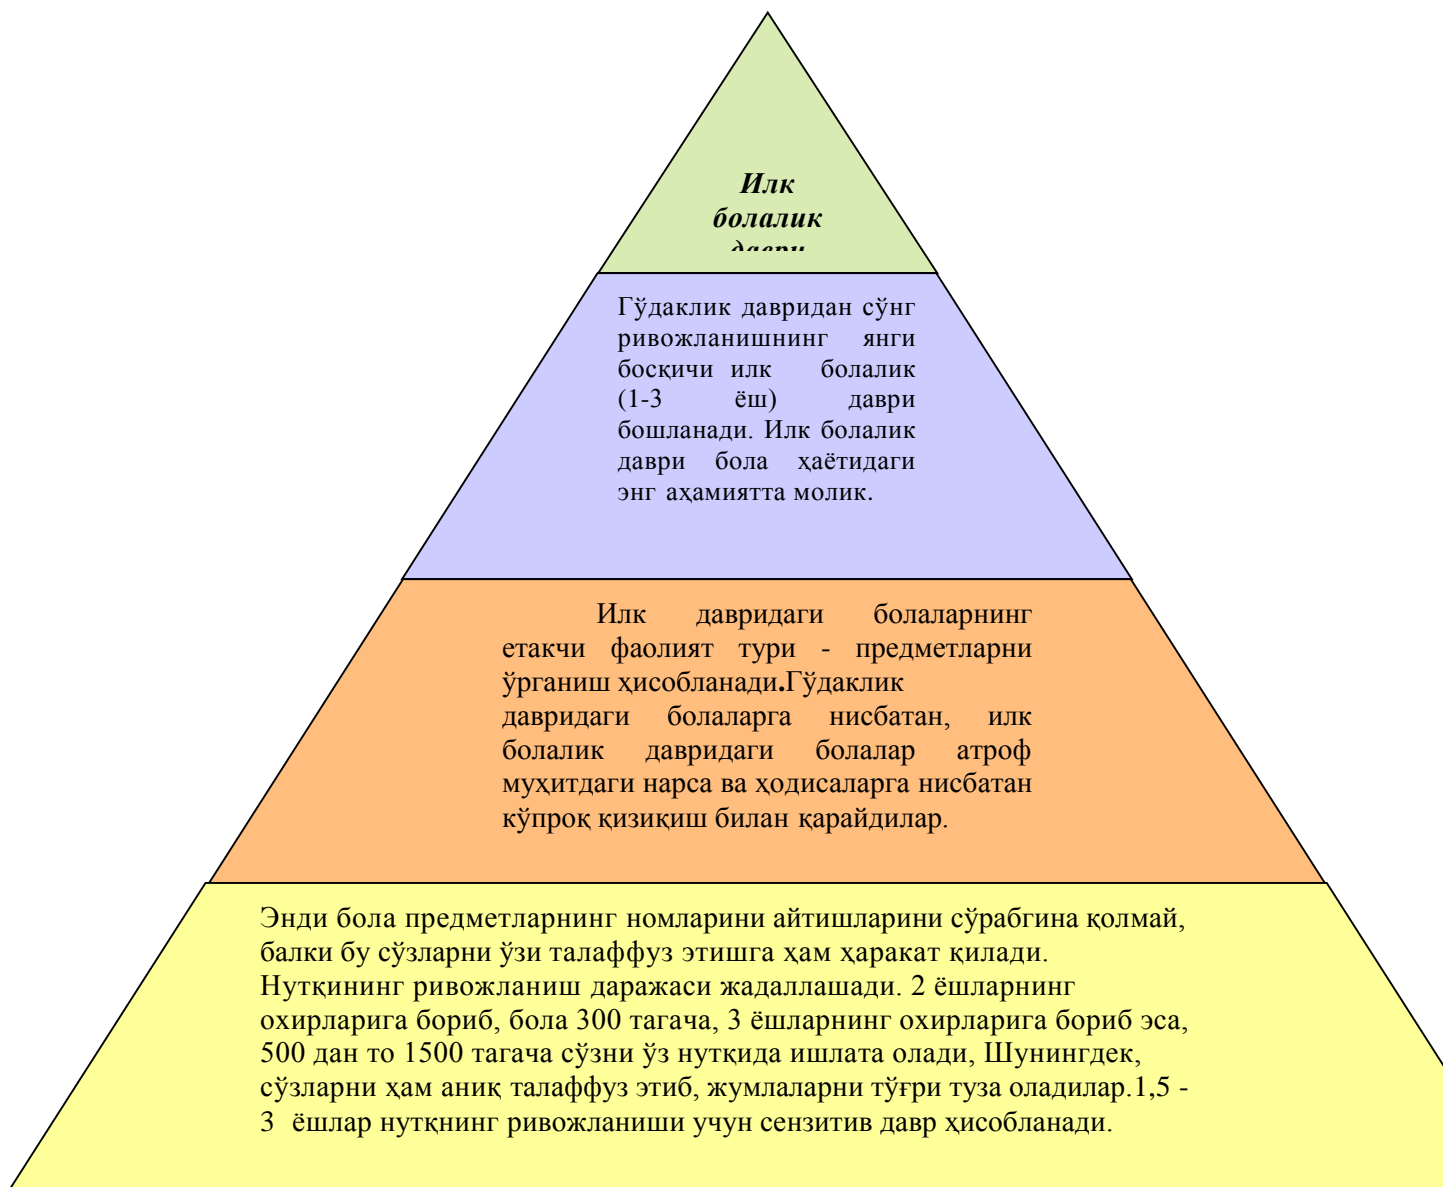 Илк
болалик
даври
Гўдаклик давридан сўнг
ривожланишнинг янги
босқичи илк болалик
(1-3 ёш) даври
бошланади. Илк болалик
даври бола ҳаётидаги
энг аҳамиятта молик.
Илк давридаги болаларнинг
етакчи фаолият тури - предметларни
ўрганиш ҳисобланади.Гўдаклик
давридаги болаларга нисбатан, илк
болалик давридаги болалар атроф
муҳитдаги нарса ва ҳодисаларга нисбатан
кўпроқ қизиқиш билан қарайдилар.
Энди бола предметларнинг номларини айтишларини сўрабгина қолмай,
балки бу сўзларни ўзи талаффуз этишга ҳам ҳаракат қилади.
Нутқининг ривожланиш даражаси жадаллашади. 2 ёшларнинг
охирларига бориб, бола 300 тагача, 3 ёшларнинг охирларига бориб эса,
500 дан то 1500 тагача сўзни ўз нутқида ишлата олади, Шунингдек,
сўзларни ҳам аниқ талаффуз этиб, жумлаларни тўғри туза оладилар.1,5 -
3 ёшлар нутқнинг ривожланиши учун сензитив давр ҳисобланади.